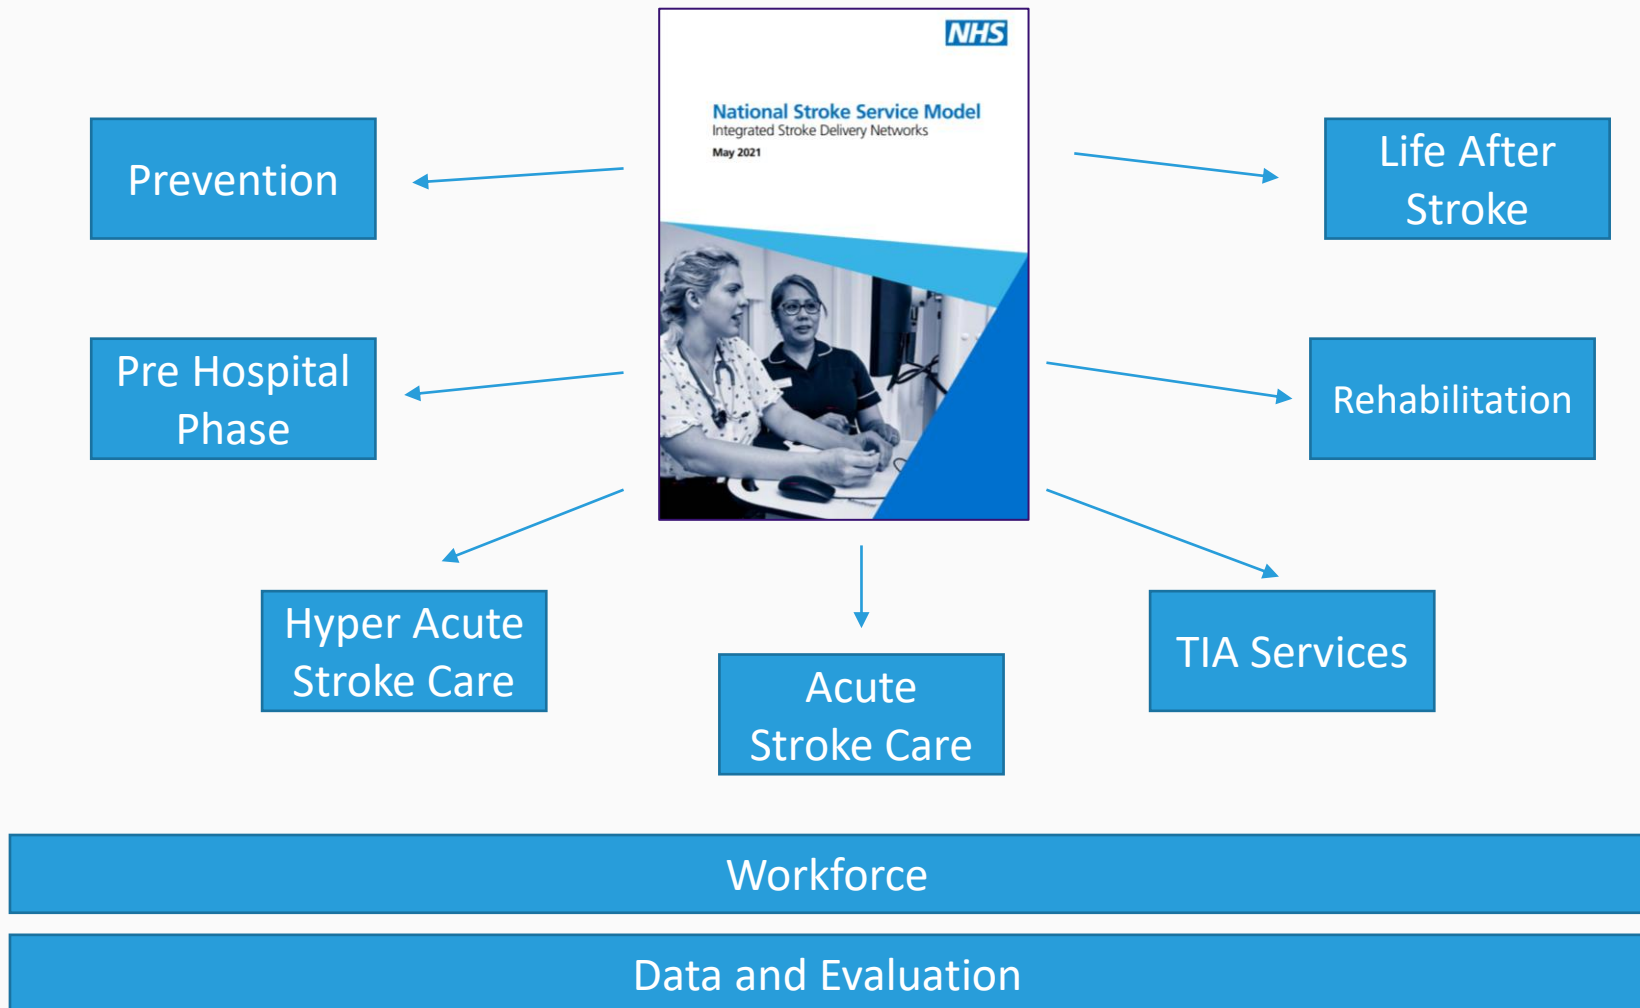 NHS
National Stroke Service Model
Integrated Stroke Delivery Networks
May 2021
Prevention
Life After
Stroke
Pre Hospital
Phase
Rehabilitation
Hyper Acute
Stroke Care
Acute
Stroke Care
TIA Services
Workforce
Data and Evaluation